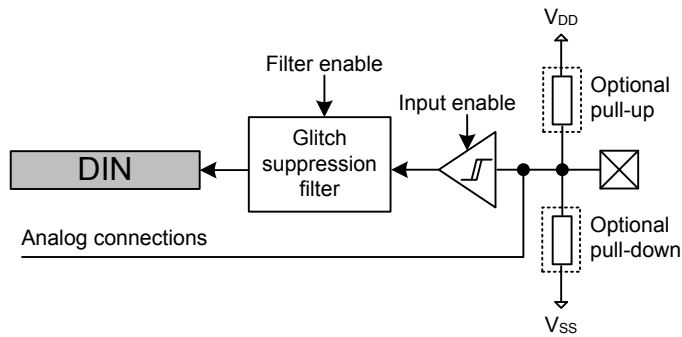 VDD
Filter enable
Optional
pull-up
Input enable
Glitch
suppression
filter
DIN
Analog connections
Optional
pull-down
VSS